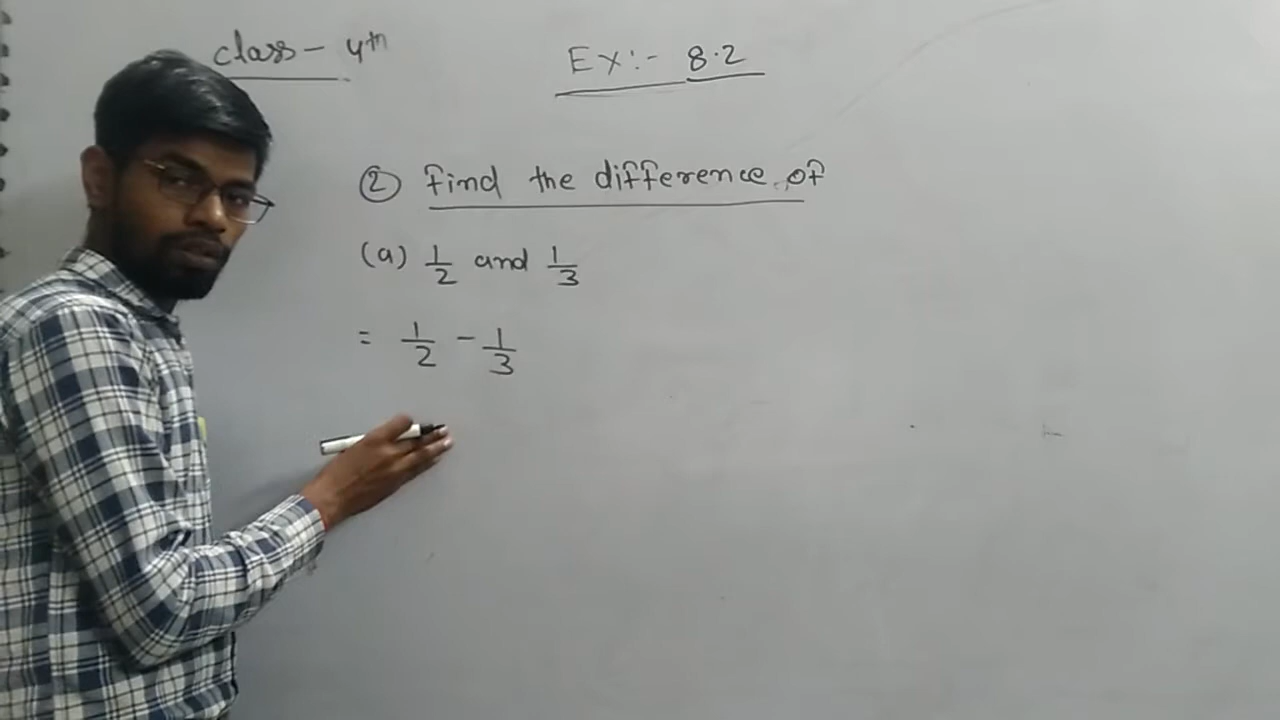 class - 4th
Ex:- 8.2
② find the difference of
(a) 1/2 and 1/3
= 1/2 - 1/3